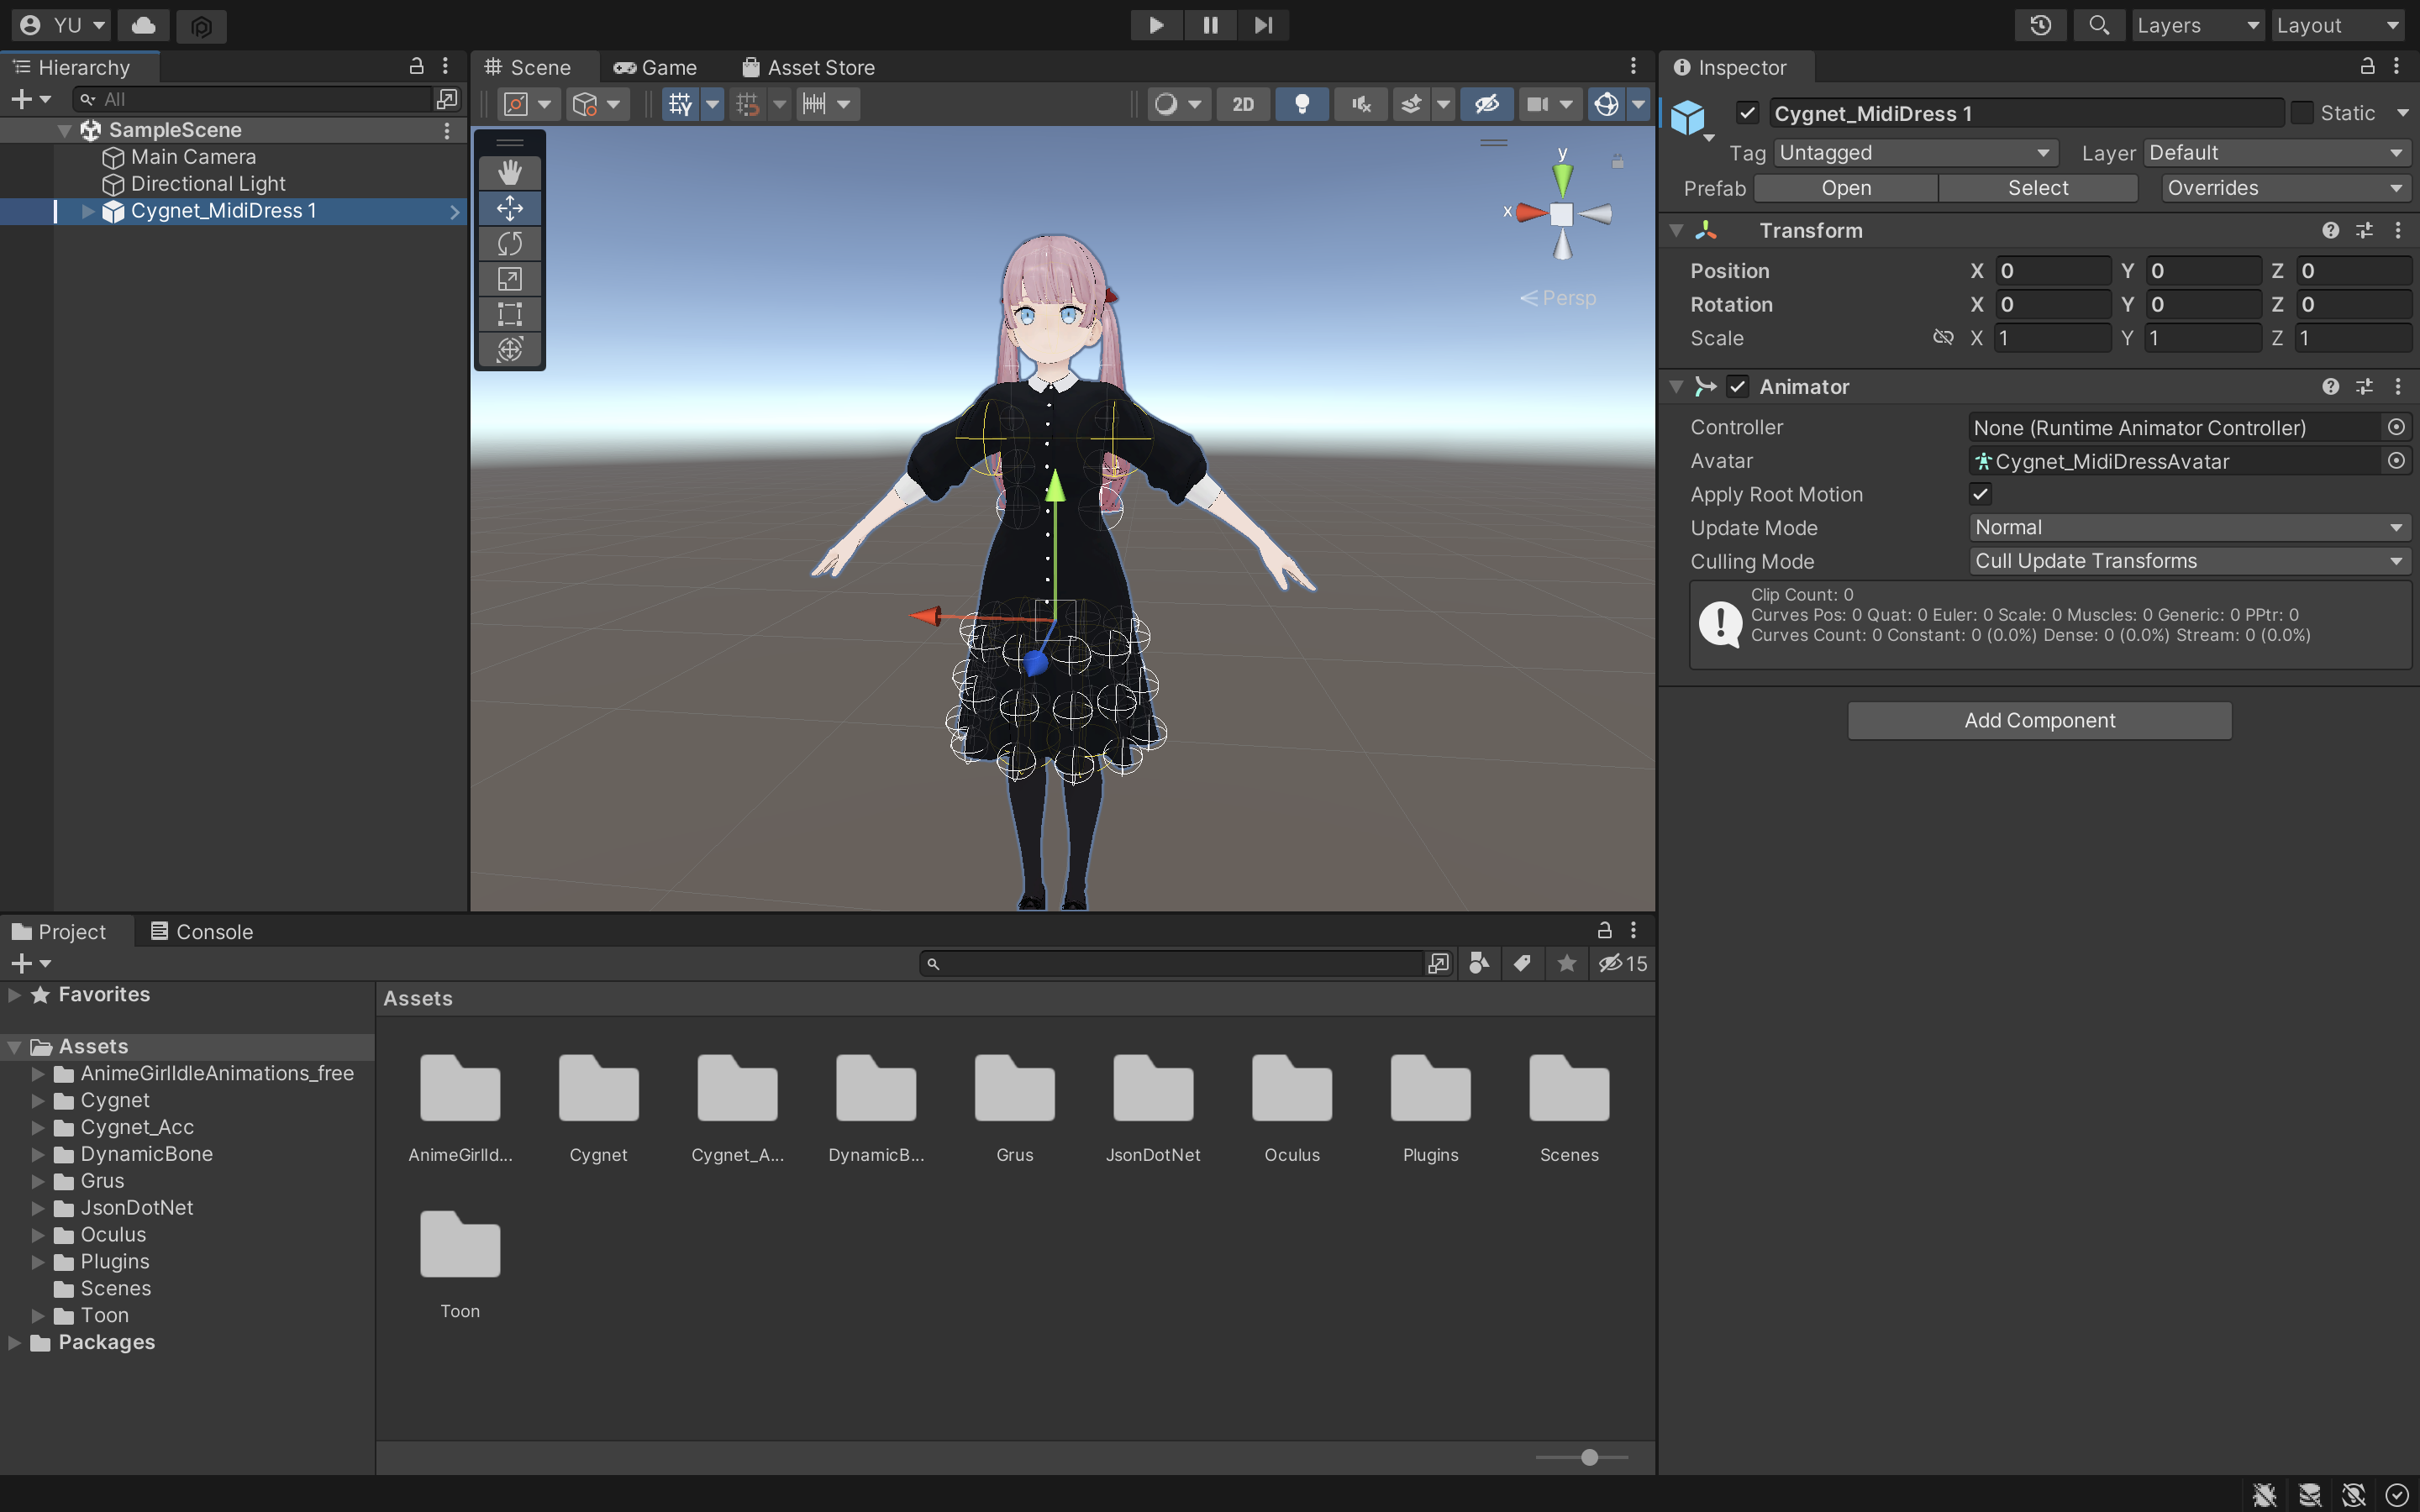 YU
Layers
Layout
Hierarchy
All
SampleScene
Main Camera
Directional Light
Cygnet_MidiDress 1
Scene
Game
Asset Store
2D
y
x
Persp
Inspector
Cygnet_MidiDress 1
Static
Tag
Untagged
Layer
Default
Prefab
Open
Select
Overrides
Transform
Position X 0 Y 0 Z 0
Rotation X 0 Y 0 Z 0
Scale X 1 Y 1 Z 1
Animator
Controller None (Runtime Animator Controller)
Avatar Cygnet_MidiDressAvatar
Apply Root Motion
Update Mode Normal
Culling Mode Cull Update Transforms
Clip Count: 0
Curves Pos: 0 Quat: 0 Euler: 0 Scale: 0 Muscles: 0 Generic: 0 PPtr: 0
Curves Count: 0 Constant: 0 (0.0%) Dense: 0 (0.0%) Stream: 0 (0.0%)
Add Component
Project
Console
15
Favorites
Assets
AnimeGirlIdleAnimations_free
Cygnet
Cygnet_Acc
DynamicBone
Grus
JsonDotNet
Oculus
Plugins
Scenes
Toon
Packages
Assets
AnimeGirlId...
Cygnet
Cygnet_A...
DynamicB...
Grus
JsonDotNet
Oculus
Plugins
Scenes
Toon